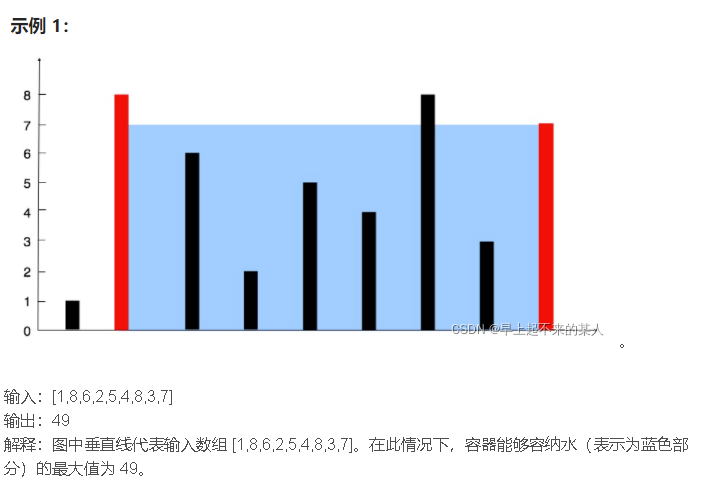 示例 1：
8
7
6
5
4
3
2
1
0
CSDN @早上起不来的某人
。
输入：[1,8,6,2,5,4,8,3,7]
输出：49
解释：图中垂直线代表输入数组 [1,8,6,2,5,4,8,3,7]。在此情况下，容器能够容纳水（表示为蓝色部
分）的最大值为 49。